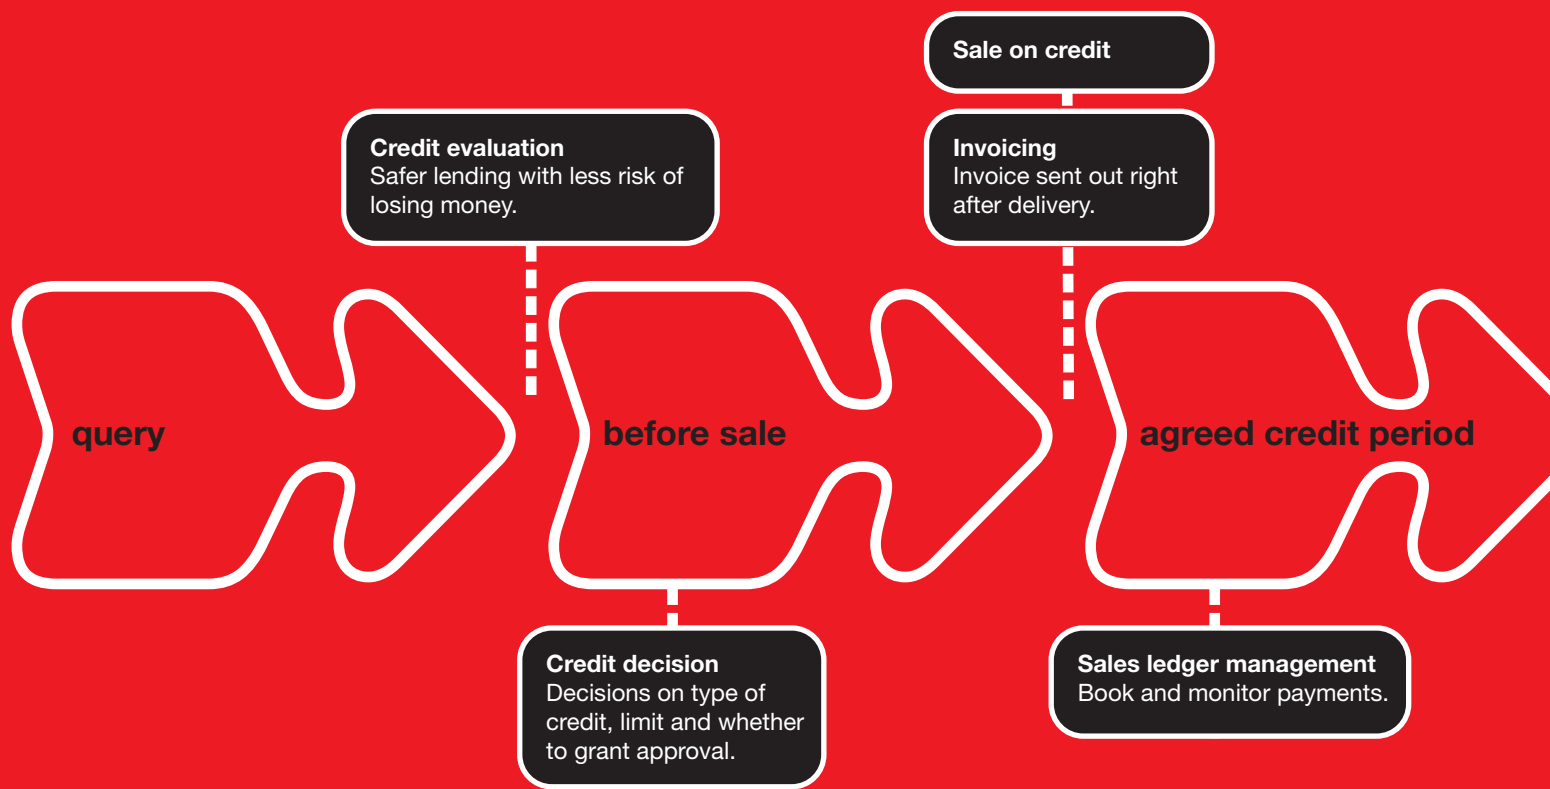 Sale on credit
Credit evaluation
Safer lending with less risk of
losing money.
Invoicing
Invoice sent out right
after delivery.
query
before sale
agreed credit period
Credit decision
Decisions on type of
credit, limit and whether
to grant approval.
Sales ledger management
Book and monitor payments.